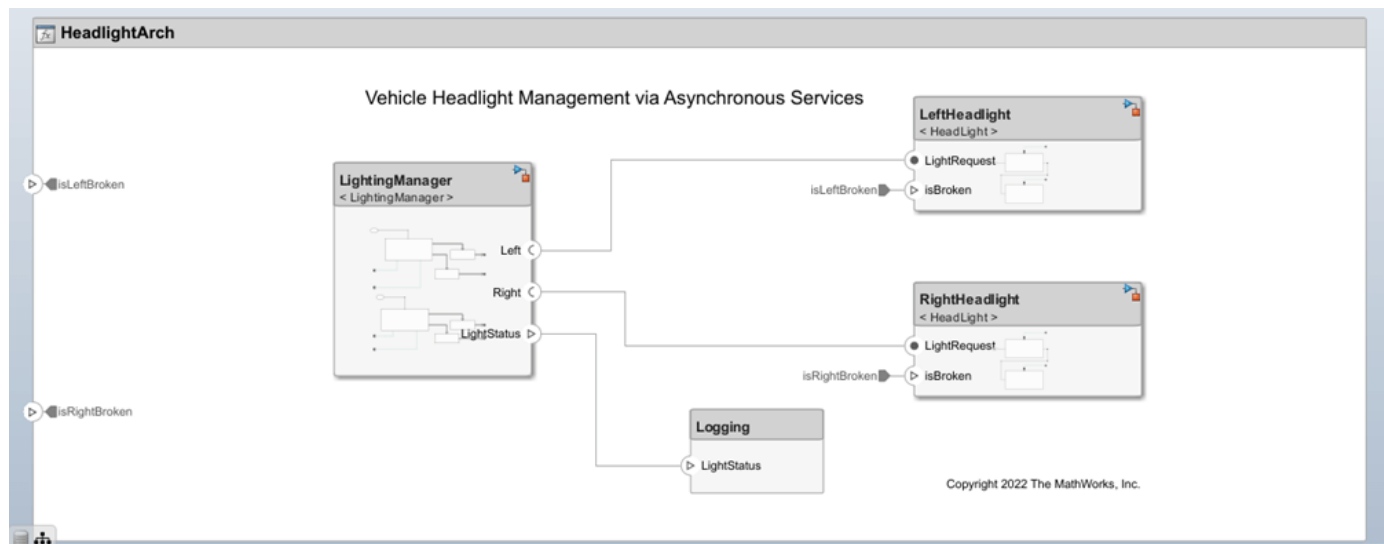 HeadlightArch
Vehicle Headlight Management via Asynchronous Services
LeftHeadlight
< HeadLight >
LightRequest
isLeftBroken
isBroken
isLeftBroken
LightingManager
< LightingManager >
Left
Right
LightStatus
RightHeadlight
< HeadLight >
LightRequest
isRightBroken
isBroken
isRightBroken
Logging
LightStatus
Copyright 2022 The MathWorks, Inc.